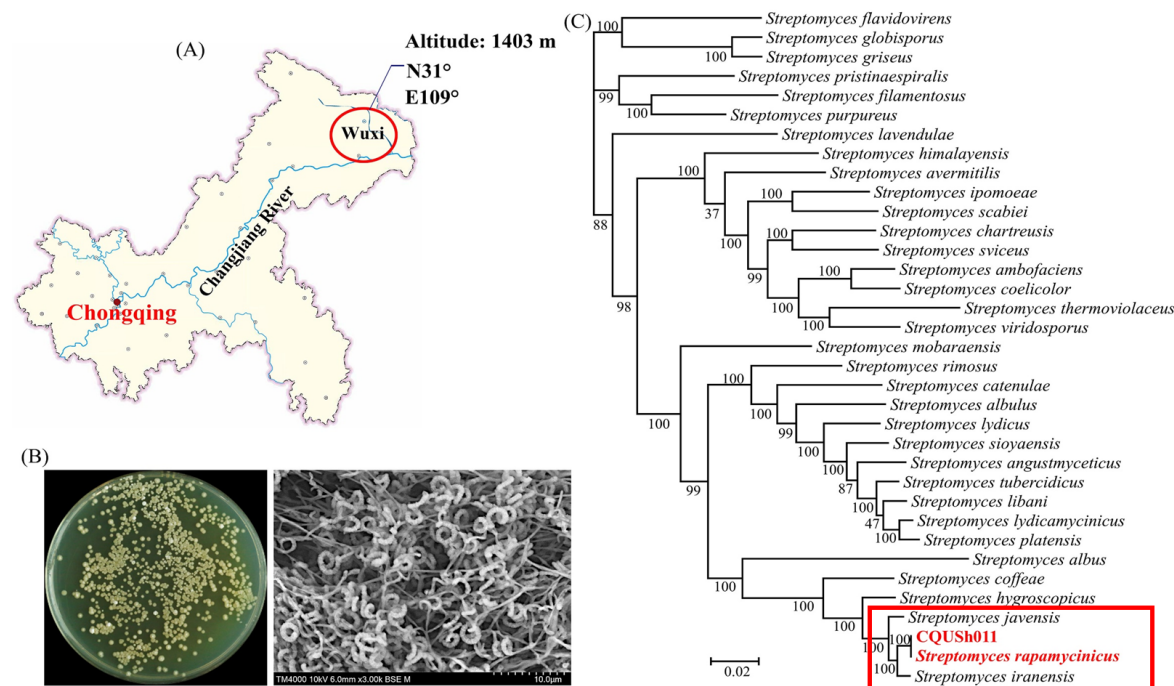 (A)
Altitude: 1403 m
N31°
E109°
Wuxi
Changjiang River
Chongqing
(B)
TM4000 10kV 6.0mm x3.00k BSE M
10.0μm
(C)
100
Streptomyces flavidovirens
Streptomyces globisporus
100
Streptomyces griseus
Streptomyces pristinaespiralis
99
Streptomyces filamentosus
100
Streptomyces purpureus
Streptomyces lavendulae
88
Streptomyces himalayensis
100
Streptomyces avermitilis
37
Streptomyces ipomoeae
100
Streptomyces scabiei
100
Streptomyces chartreusis
100
Streptomyces sviceus
99
Streptomyces ambofaciens
100
Streptomyces coelicolor
100
Streptomyces thermoviolaceus
100
Streptomyces viridosporus
98
Streptomyces mobaraensis
100
Streptomyces rimosus
100
Streptomyces catenulae
100
Streptomyces albulus
99
Streptomyces lydicus
100
Streptomyces sioyaensis
100
Streptomyces angustmyceticus
87
Streptomyces tubercidicus
100
Streptomyces libani
47
Streptomyces lydicamycinicus
100
Streptomyces platensis
99
Streptomyces albus
100
Streptomyces coffeae
100
Streptomyces hygroscopicus
100
Streptomyces javensis
100
CQUSh011
100
Streptomyces rapamycinicus
100
Streptomyces iranensis
0.02